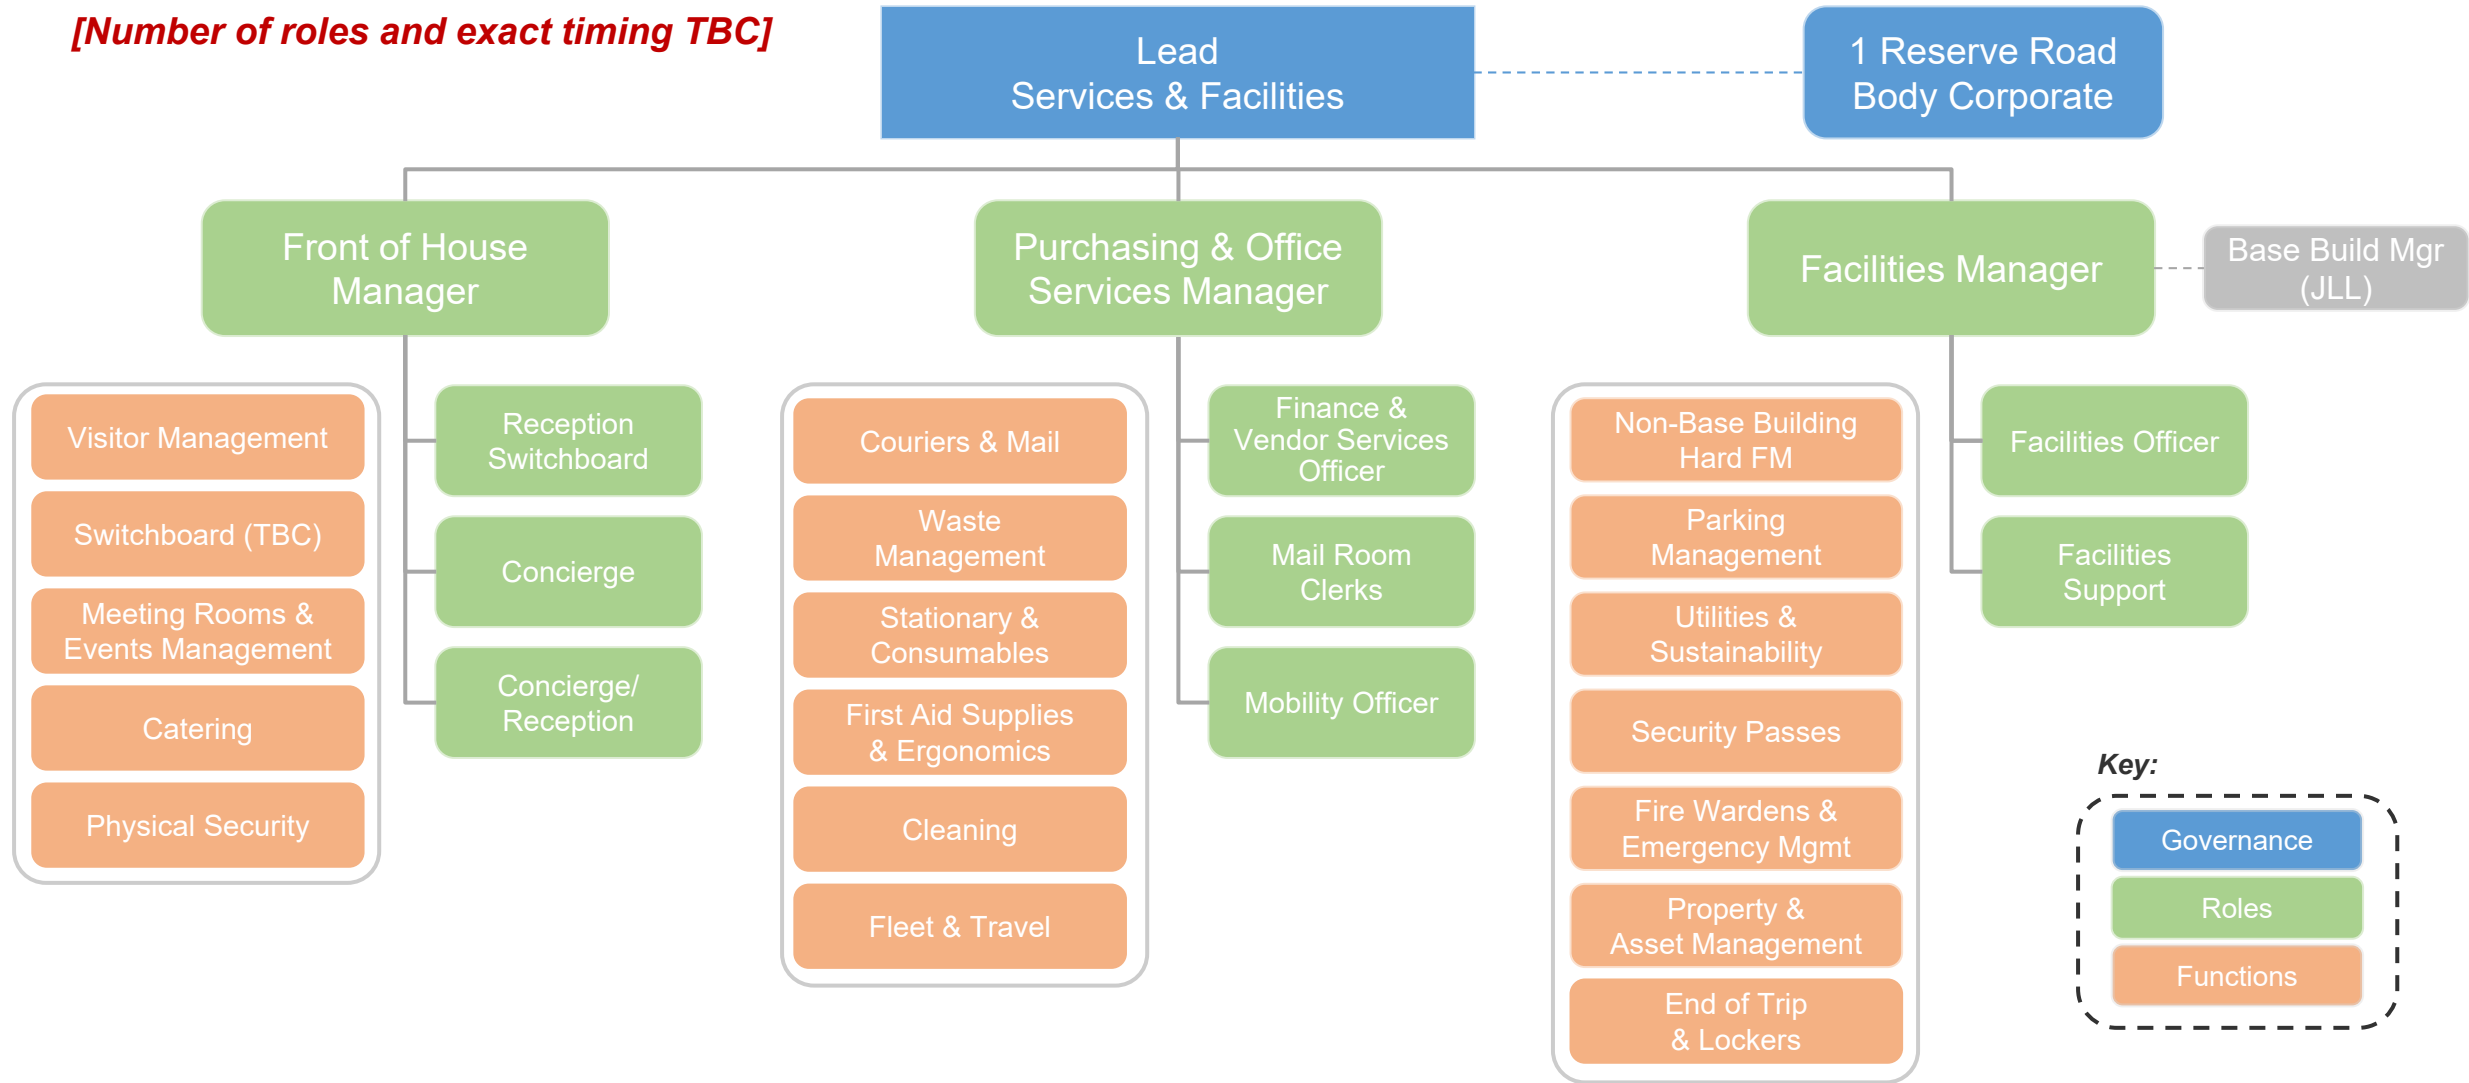 [Number of roles and exact timing TBC]
Lead
Services & Facilities
1 Reserve Road
Body Corporate
Front of House
Manager
Purchasing & Office
Services Manager
Facilities Manager
Base Build Mgr
(JLL)
Visitor Management
Switchboard (TBC)
Meeting Rooms &
Events Management
Catering
Physical Security
Reception
Switchboard
Concierge
Concierge/
Reception
Couriers & Mail
Waste
Management
Stationary &
Consumables
First Aid Supplies
& Ergonomics
Cleaning
Fleet & Travel
Finance &
Vendor Services
Officer
Mail Room
Clerks
Mobility Officer
Non-Base Building
Hard FM
Parking
Management
Utilities &
Sustainability
Security Passes
Fire Wardens &
Emergency Mgmt
Property &
Asset Management
End of Trip
& Lockers
Facilities Officer
Facilities
Support
Key:
Governance
Roles
Functions